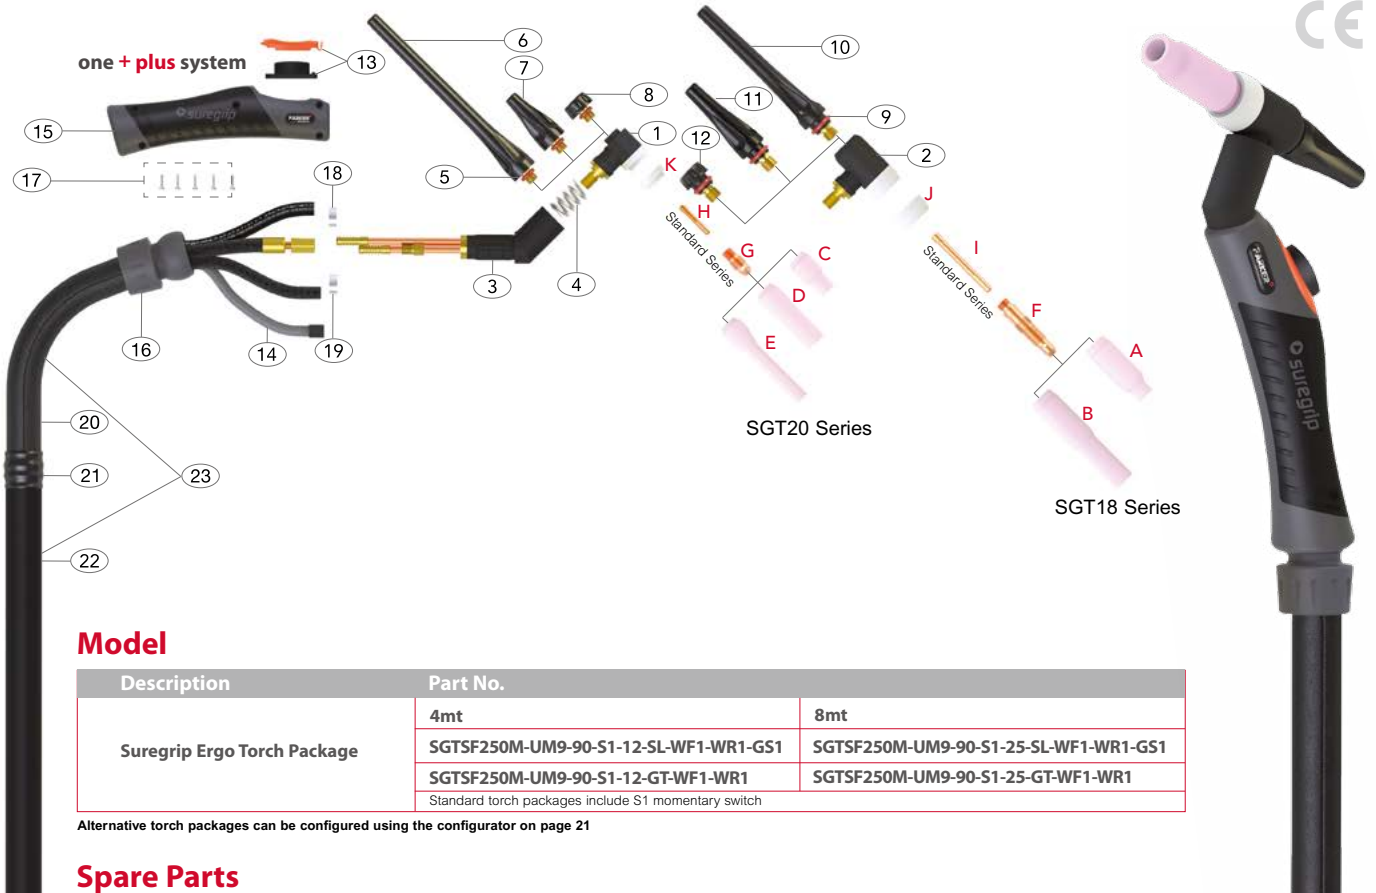 CE
one + plus system
13
6
7
8
1
5
10
11
9
12
2
15
suregrip
PARKER
17
18
K
J
H
Standard Series
G
C
D
E
I
Standard Series
F
A
B
3
4
16
14
19
20
21
23
22
SGT20 Series
SGT18 Series
PARKER
suregrip
Model
Description Part No.
4mt 8mt
Suregrip Ergo Torch Package
SGTSF250M-UM9-90-S1-12-SL-WF1-WR1-GS1 SGTSF250M-UM9-90-S1-25-SL-WF1-WR1-GS1
SGTSF250M-UM9-90-S1-12-GT-WF1-WR1 SGTSF250M-UM9-90-S1-25-GT-WF1-WR1
Standard torch packages include S1 momentary switch
Alternative torch packages can be configured using the configurator on page 21
Spare Parts